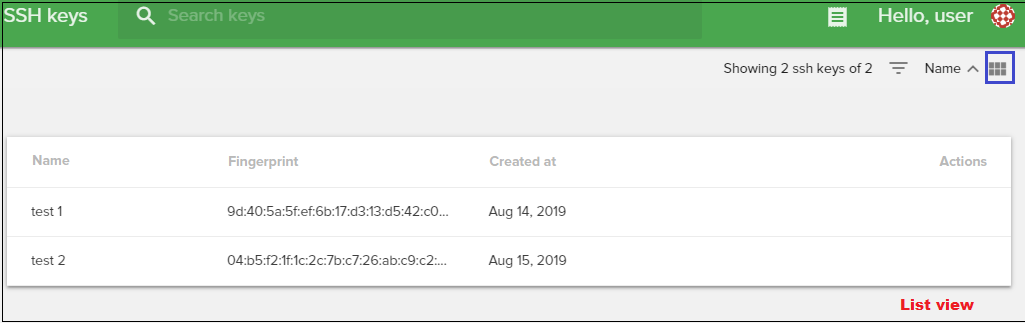 SSH keys Search keys Hello, user
Showing 2 ssh keys of 2 Name
Name Fingerprint Created at Actions
test 1 9d:40:5a:5f:ef:6b:17:d3:13:d5:42:c0... Aug 14, 2019
test 2 04:b5:f2:1f:1c:2c:7b:c7:26:ab:c9:c2:... Aug 15, 2019
List view